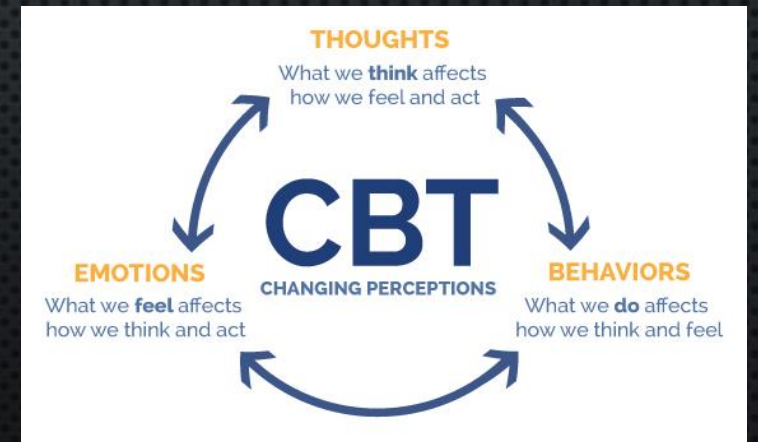 THOUGHTS
What we think affects
how we feel and act
CBT
CHANGING PERCEPTIONS
EMOTIONS
What we feel affects
how we think and act
BEHAVIORS
What we do affects
how we think and feel